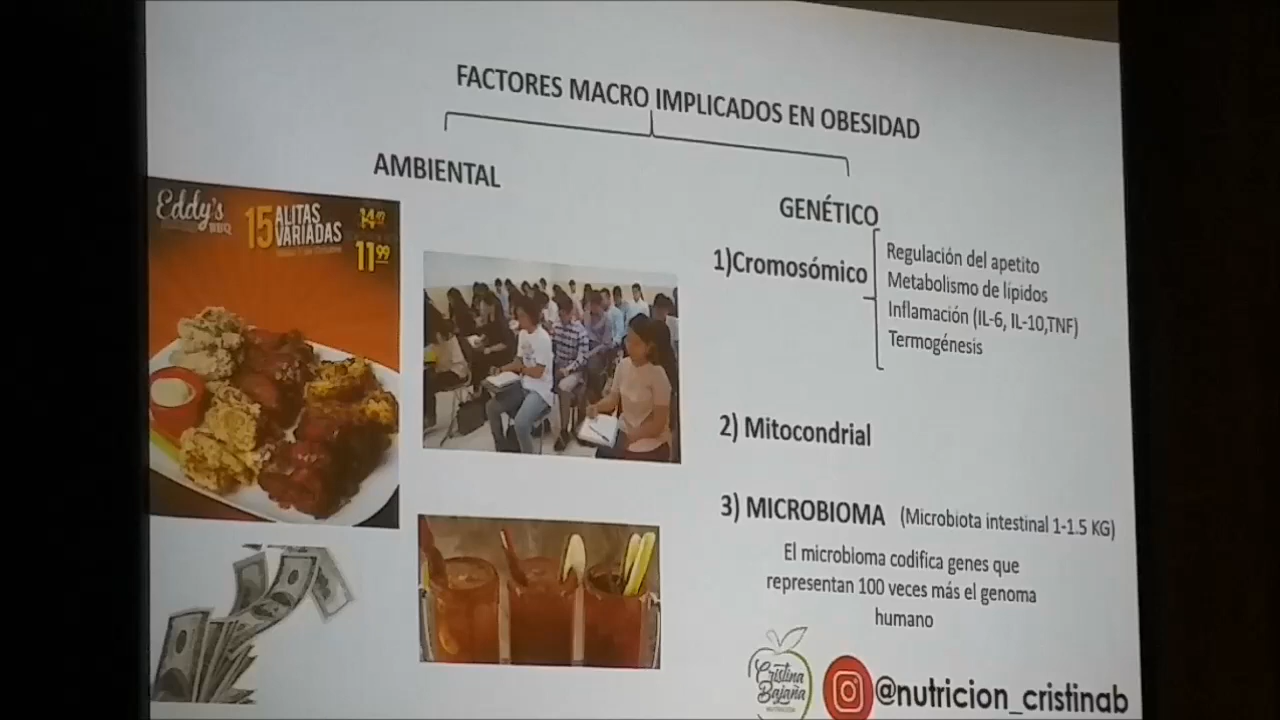 FACTORES MACRO IMPLICADOS EN OBESIDAD
AMBIENTAL
Eddy's
BBQ
15 ALITAS
VARIADAS
11.99
GENÉTICO
1)Cromosómico
Regulación del apetito
Metabolismo de lípidos
Inflamación (IL-6, IL-10,TNF)
Termogénesis
2) Mitocondrial
3) MICROBIOMA (Microbiota intestinal 1-1.5 KG)
El microbioma codifica genes que
representan 100 veces más el genoma
humano
Cristina
Bajaña
NUTRICIÓN
@nutricion_cristinab